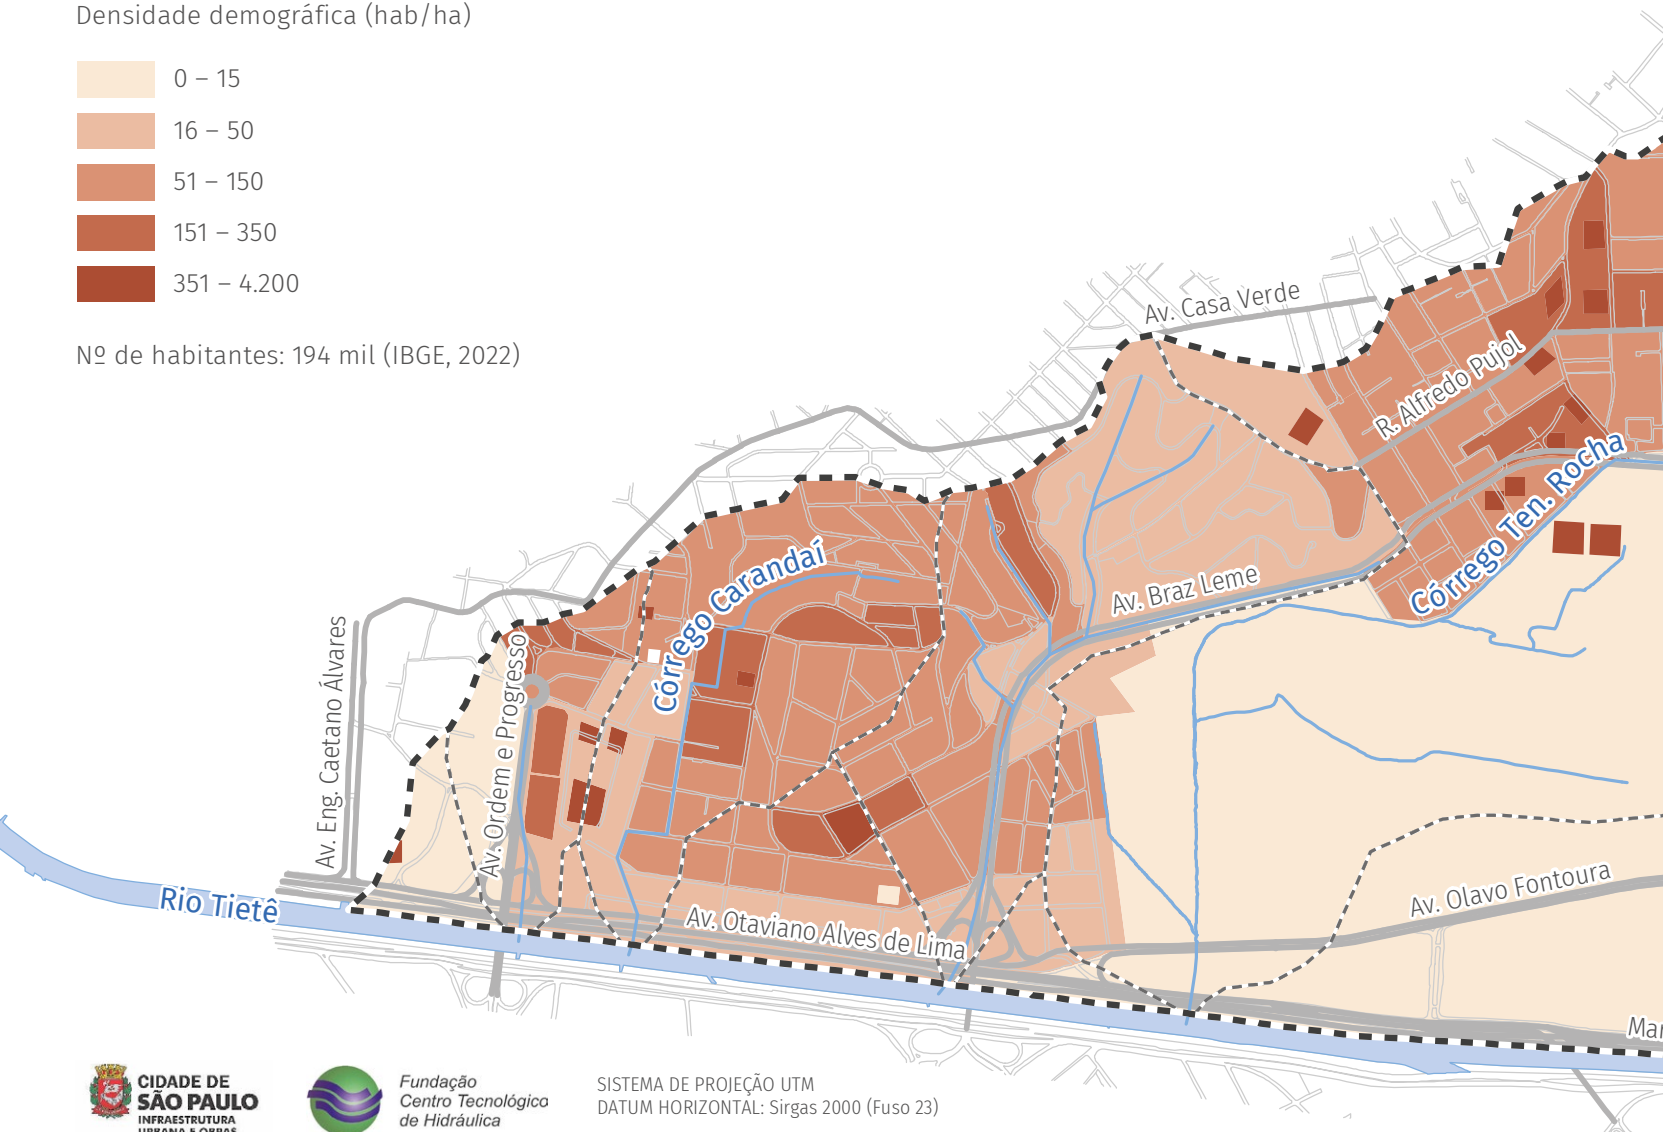 Densidade demográfica (hab/ha)
0 – 15
16 – 50
51 – 150
151 – 350
351 – 4.200
Nº de habitantes: 194 mil (IBGE, 2022)
Av. Casa Verde
R. Alfredo Pujol
Córrego Ten. Rocha
Córrego Carandaí
Av. Braz Leme
Av. Eng. Caetano Álvares
Av. Ordem e Progresso
Rio Tietê
Av. Otaviano Alves de Lima
Av. Olavo Fontoura
Mar
CIDADE DE
SÃO PAULO
INFRAESTRUTURA
URBANA E OBRAS
Fundação
Centro Tecnológico
de Hidráulica
SISTEMA DE PROJEÇÃO UTM
DATUM HORIZONTAL: Sirgas 2000 (Fuso 23)